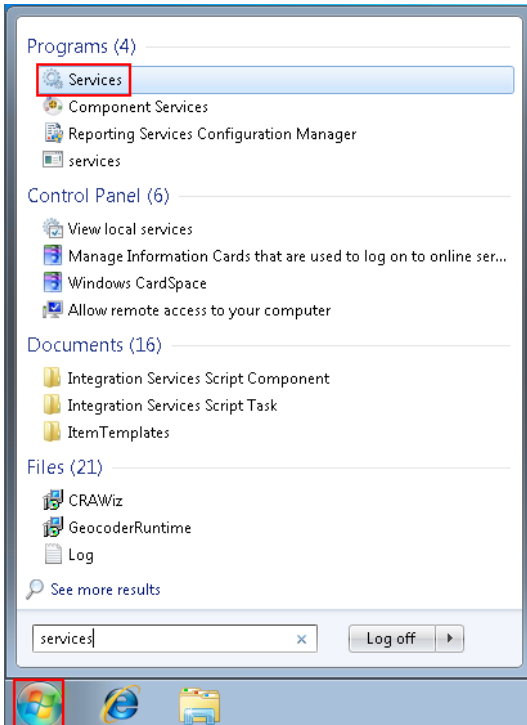 Programs (4)
Services
Component Services
Reporting Services Configuration Manager
services
Control Panel (6)
View local services
Manage Information Cards that are used to log on to online ser...
Windows CardSpace
Allow remote access to your computer
Documents (16)
Integration Services Script Component
Integration Services Script Task
ItemTemplates
Files (21)
CRAWiz
GeocoderRuntime
Log
See more results
services
Log off